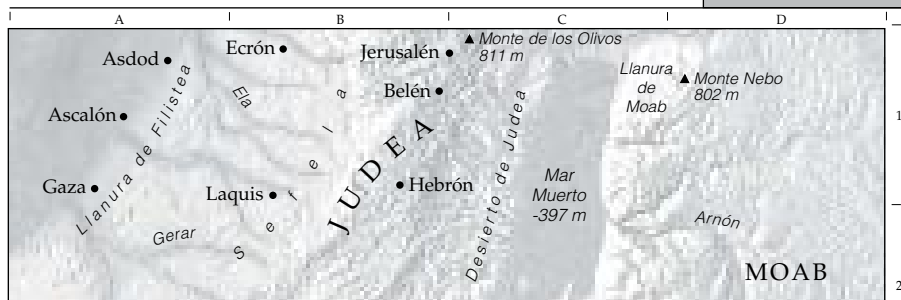 A B C D
Monte de los Olivos
811 m
Ecrón
Jerusalén
Asdod
Llanura
de
Moab
Monte Nebo
802 m
Belén
Ela
Ascalón
1
Llanura de Filistea
Sefela
JUDEA
Desierto de Judea
Mar
Muerto
-397 m
Gaza
Laquis
Hebrón
Arnón
Gerar
MOAB
2